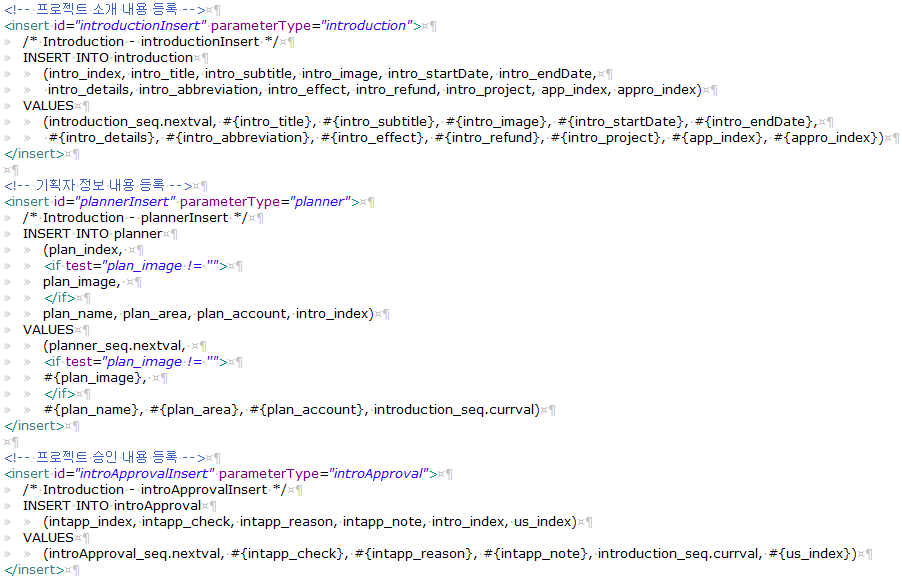 <!-- 프로젝트 소개 내용 등록 -->
<insert id="introductionInsert" parameterType="introduction">
/* Introduction - introductionInsert */
INSERT INTO introduction
(intro_index, intro_title, intro_subtitle, intro_image, intro_startDate, intro_endDate,
intro_details, intro_abbreviation, intro_effect, intro_refund, intro_project, app_index, appro_index)
VALUES
(introduction_seq.nextval, #{intro_title}, #{intro_subtitle}, #{intro_image}, #{intro_startDate}, #{intro_endDate},
#{intro_details}, #{intro_abbreviation}, #{intro_effect}, #{intro_refund}, #{intro_project}, #{app_index}, #{appro_index})
</insert>
<!-- 기획자 정보 내용 등록 -->
<insert id="plannerInsert" parameterType="planner">
/* Introduction - plannerInsert */
INSERT INTO planner
(plan_index,
<if test="plan_image != ''">
plan_image,
</if>
plan_name, plan_area, plan_account, intro_index)
VALUES
(planner_seq.nextval,
<if test="plan_image != ''">
#{plan_image},
</if>
#{plan_name}, #{plan_area}, #{plan_account}, introduction_seq.currval)
</insert>
<!-- 프로젝트 승인 내용 등록 -->
<insert id="introApprovalInsert" parameterType="introApproval">
/* Introduction - introApprovalInsert */
INSERT INTO introApproval
(intapp_index, intapp_check, intapp_reason, intapp_note, intro_index, us_index)
VALUES
(introApproval_seq.nextval, #{intapp_check}, #{intapp_reason}, #{intapp_note}, introduction_seq.currval, #{us_index})
</insert>